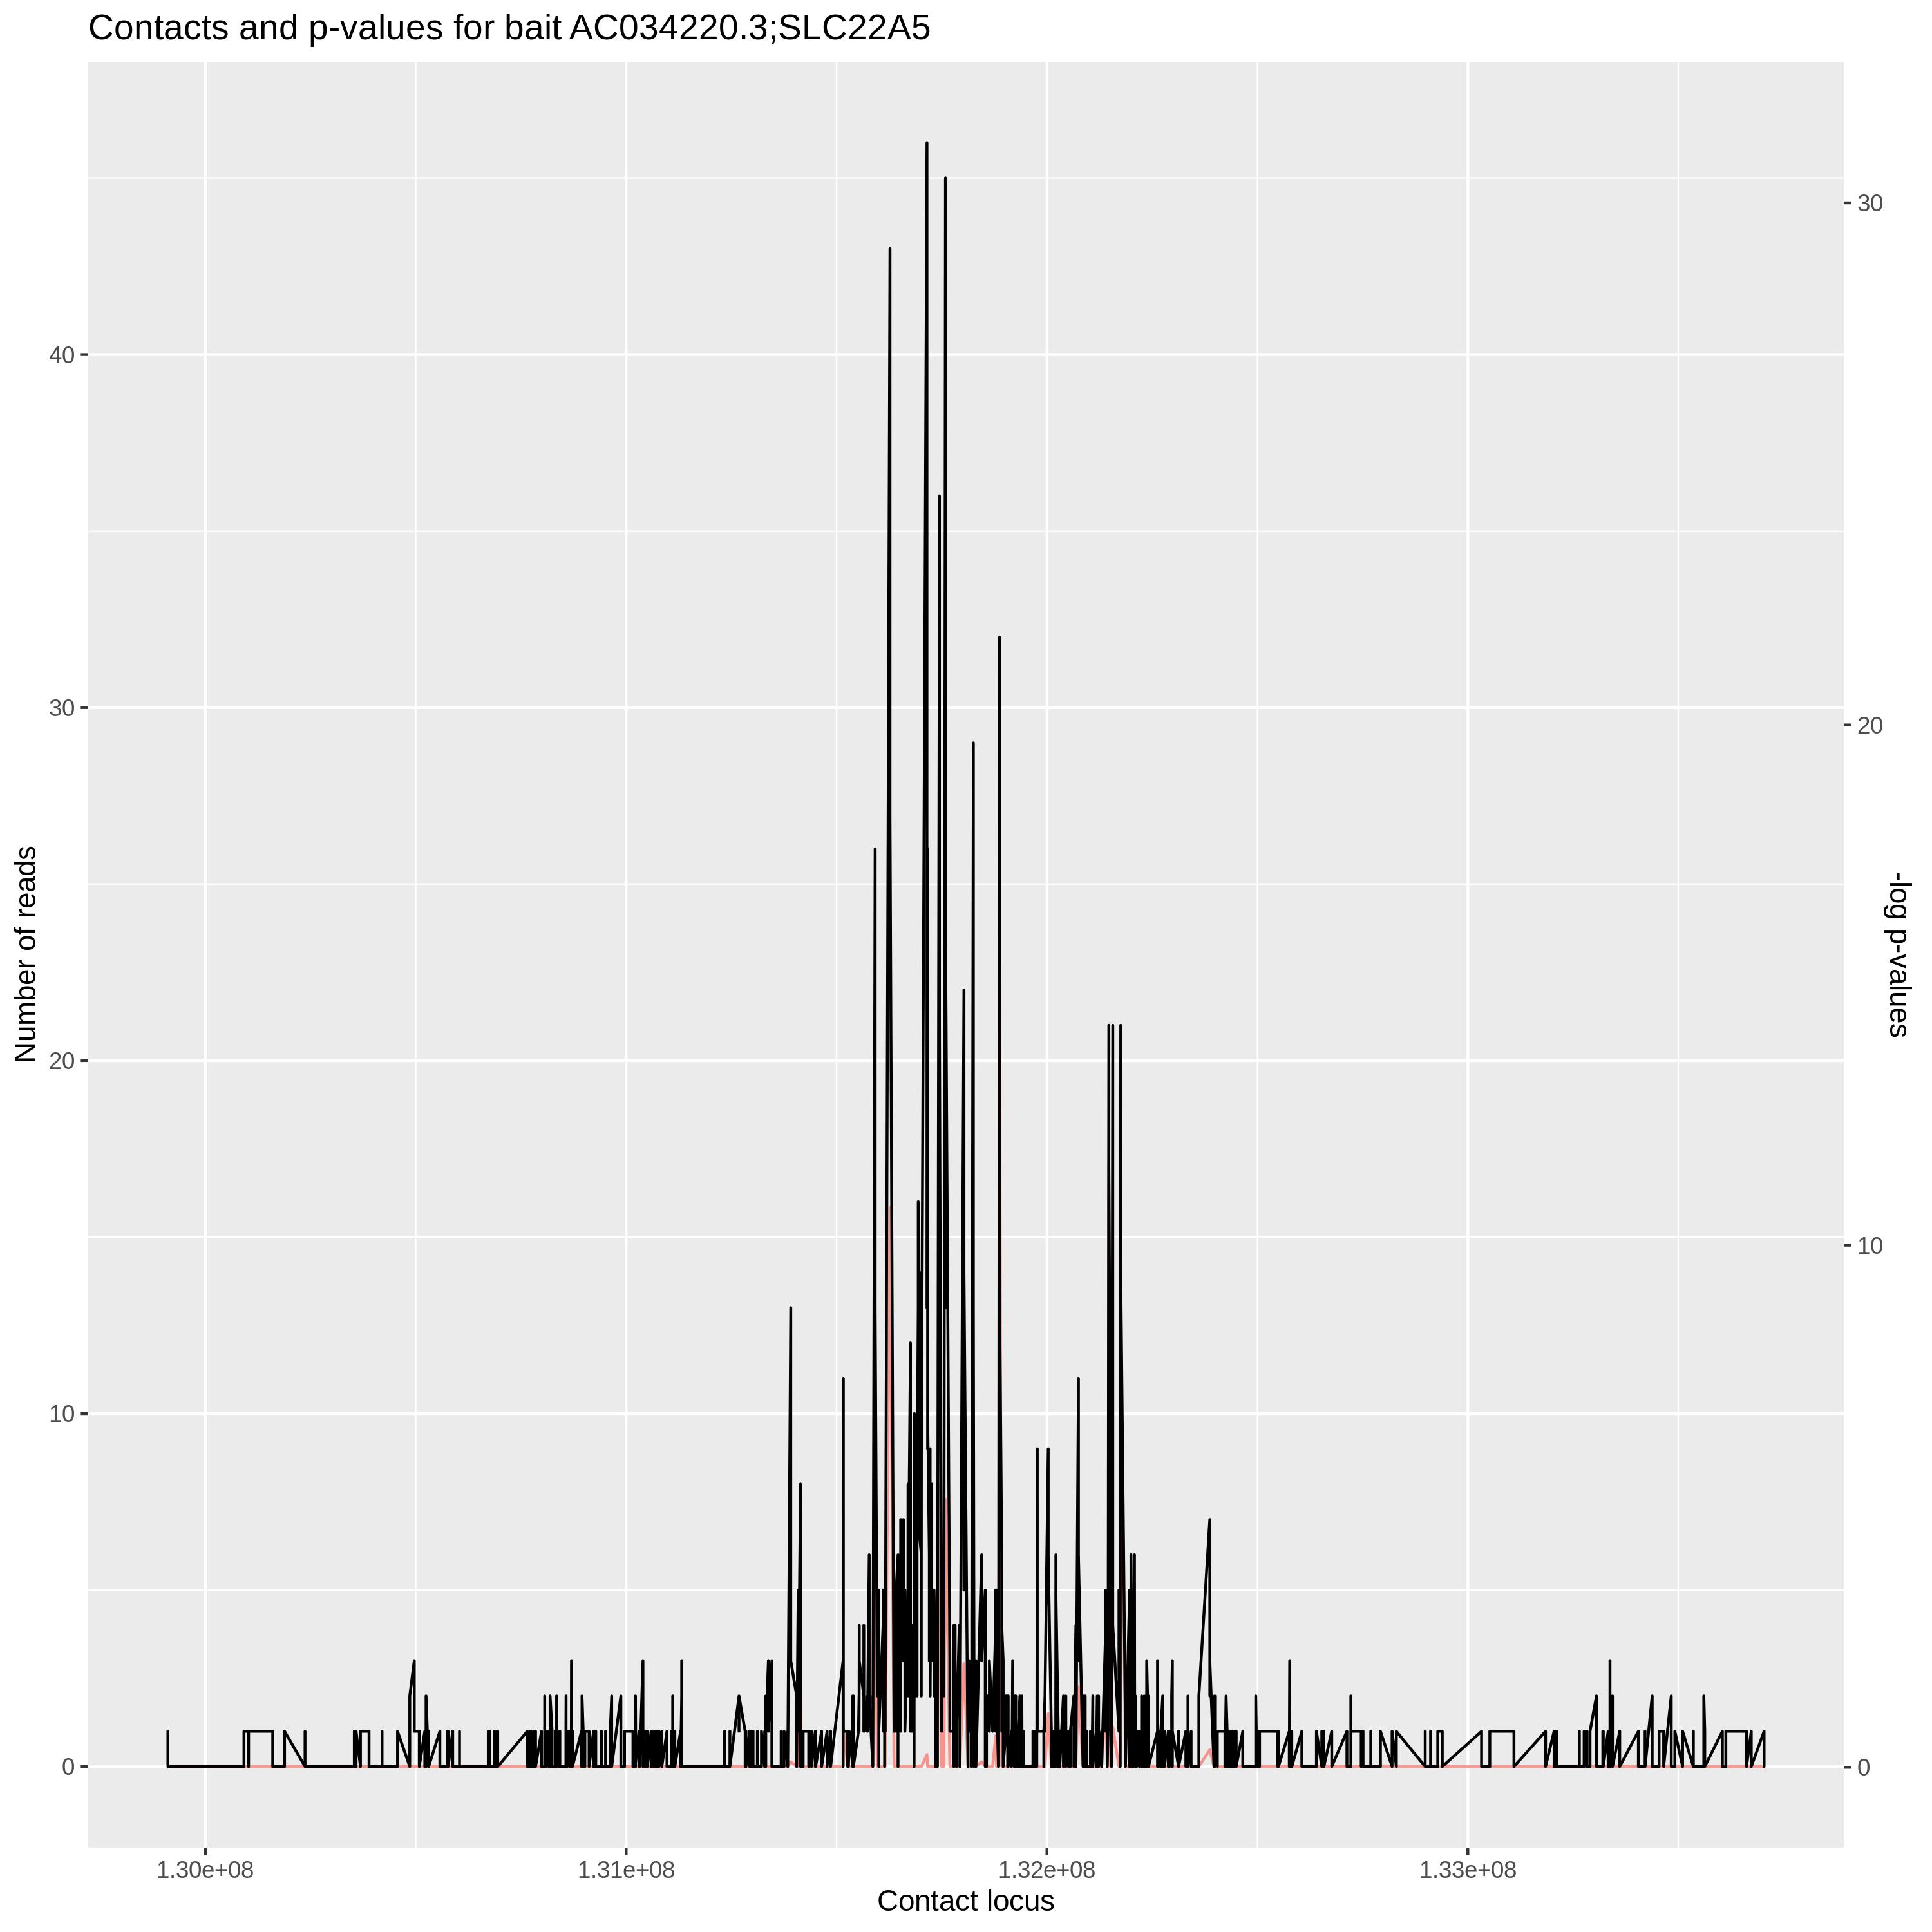 Contacts and p-values for bait AC034220.3;SLC22A5
Number of reads
40
30
20
10
0
30
20
10
0
-log p-values
1.30e+08
1.31e+08
1.32e+08
1.33e+08
Contact locus